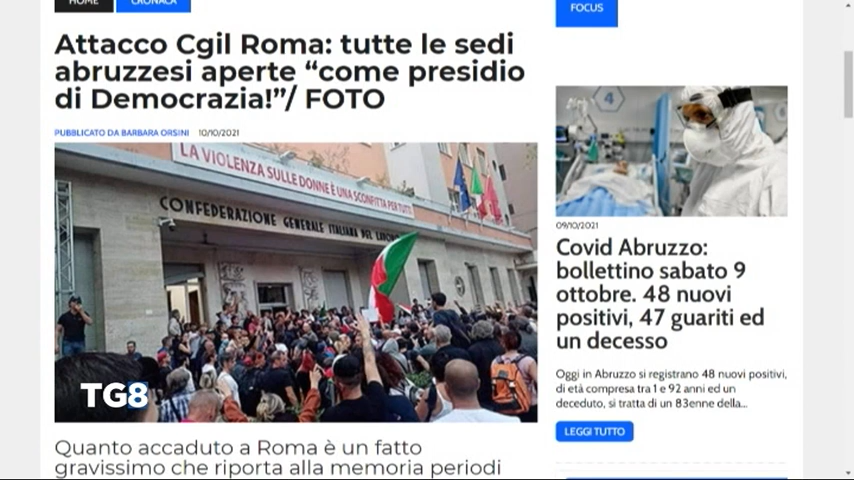 HOME
CRONACA
Attacco Cgil Roma: tutte le sedi
abruzzesi aperte “come presidio
di Democrazia!”/ FOTO
PUBBLICATO DA BARBARA ORSINI 10/10/2021
LA VIOLENZA SULLE DONNE È UNA SCONFITTA PER TUTTI
CONFEDERAZIONE GENERALE ITALIANA DEL LAVORO
TG8
Quanto accaduto a Roma è un fatto
gravissimo che riporta alla memoria periodi
FOCUS
4
09/10/2021
Covid Abruzzo:
bollettino sabato 9
ottobre. 48 nuovi
positivi, 47 guariti ed
un decesso
Oggi in Abruzzo si registrano 48 nuovi positivi,
di età compresa tra 1 e 92 anni ed un
deceduto, si tratta di un 83enne della...
LEGGI TUTTO